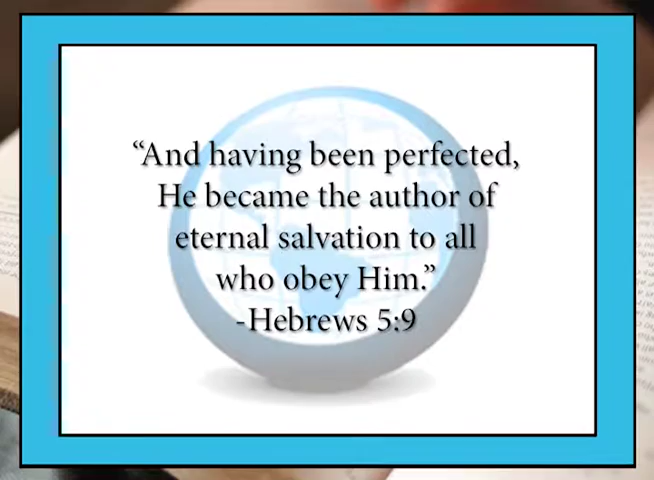 “And having been perfected,
He became the author of
eternal salvation to all
who obey Him.”
-Hebrews 5:9